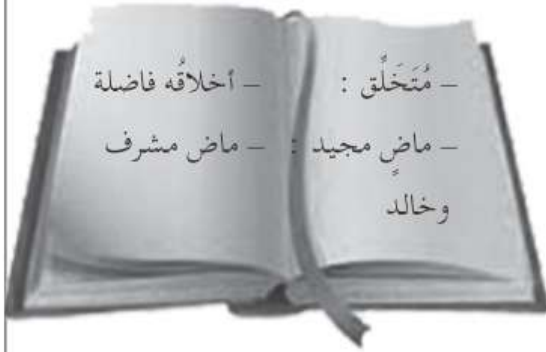 – مُتَخَلِّق : – أخلاقُه فاضلة
– ماضٍ مجيد : – ماض مشرف
وخالد